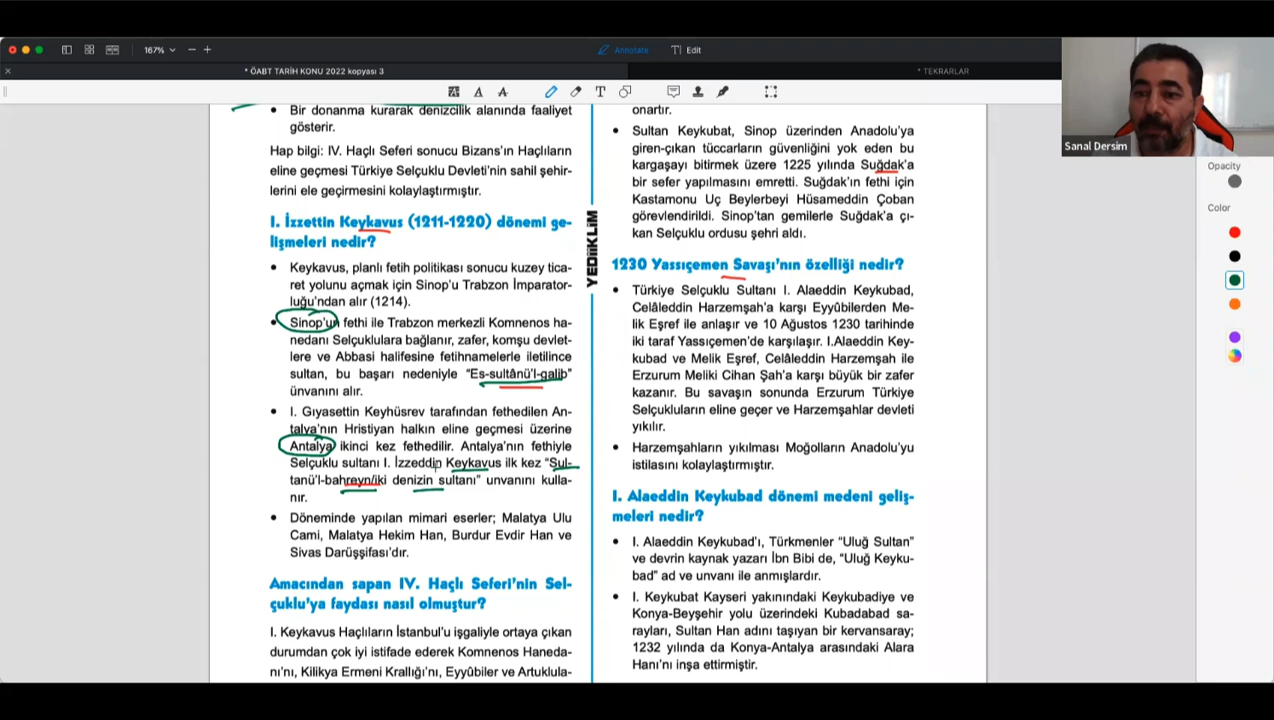 167%
Annotate
Edit
* ÖABT TARİH KONU 2022 kopyası 3
* TEKRARLAR
Sanal Dersim
Opacity
Color
• Bir donanma kurarak denizcilik alanında faaliyet
gösterir.
Hap bilgi: IV. Haçlı Seferi sonucu Bizans'ın Haçlıların
eline geçmesi Türkiye Selçuklu Devleti'nin sahil şehir-
lerini ele geçirmesini kolaylaştırmıştır.
I. İzzettin Keykavus (1211-1220) dönemi ge-
lişmeleri nedir?
• Keykavus, planlı fetih politikası sonucu kuzey tica-
ret yolunu açmak için Sinop'u Trabzon İmparator-
luğu'ndan alır (1214).
• Sinop'un fethi ile Trabzon merkezli Komnenos ha-
nedanı Selçuklulara bağlanır, zafer, komşu devlet-
lere ve Abbasi halifesine fetihnamelerle iletilince
sultan, bu başarı nedeniyle "Es-sultânü'l-galib"
ünvanını alır.
• I. Gıyasettin Keyhüsrev tarafından fethedilen An-
talya'nın Hristiyan halkın eline geçmesi üzerine
Antalya ikinci kez fethedilir. Antalya'nın fethiyle
Selçuklu sultanı I. İzzeddin Keykavus ilk kez "Sul-
tanü'l-bahreyn/iki denizin sultanı" unvanını kulla-
nır.
• Döneminde yapılan mimari eserler; Malatya Ulu
Cami, Malatya Hekim Han, Burdur Evdir Han ve
Sivas Darüşşifası'dır.
Amacından sapan IV. Haçlı Seferi'nin Sel-
çuklu'ya faydası nasıl olmuştur?
I. Keykavus Haçlıların İstanbul'u işgaliyle ortaya çıkan
durumdan çok iyi istifade ederek Komnenos Haneda-
nı'nı, Kilikya Ermeni Krallığı'nı, Eyyûbiler ve Artuklula-
YEDİİKLİM
onartır.
• Sultan Keykubat, Sinop üzerinden Anadolu'ya
giren-çıkan tüccarların güvenliğini yok eden bu
kargaşayı bitirmek üzere 1225 yılında Suğdak'a
bir sefer yapılmasını emretti. Suğdak'ın fethi için
Kastamonu Uç Beylerbeyi Hüsameddin Çoban
görevlendirildi. Sinop'tan gemilerle Suğdak'a çı-
kan Selçuklu ordusu şehri aldı.
1230 Yassıçemen Savaşı'nın özelliği nedir?
• Türkiye Selçuklu Sultanı I. Alaeddin Keykubad,
Celâleddin Harzemşah'a karşı Eyyûbilerden Me-
lik Eşref ile anlaşır ve 10 Ağustos 1230 tarihinde
iki taraf Yassıçemen'de karşılaşır. I.Alaeddin Key-
kubad ve Melik Eşref, Celâleddin Harzemşah ile
Erzurum Meliki Cihan Şah'a karşı büyük bir zafer
kazanır. Bu savaşın sonunda Erzurum Türkiye
Selçukluların eline geçer ve Harzemşahlar devleti
yıkılır.
• Harzemşahların yıkılması Moğolların Anadolu'yu
istilasını kolaylaştırmıştır.
I. Alaeddin Keykubad dönemi medeni geliş-
meleri nedir?
• I. Alaeddin Keykubad'ı, Türkmenler "Uluğ Sultan"
ve devrin kaynak yazarı İbn Bibi de, "Uluğ Keyku-
bad" ad ve unvanı ile anmışlardır.
• I. Keykubat Kayseri yakınındaki Keykubadiye ve
Konya-Beyşehir yolu üzerindeki Kubadabad sa-
rayları, Sultan Han adını taşıyan bir kervansaray;
1232 yılında da Konya-Antalya arasındaki Alara
Hanı'nı inşa ettirmiştir.